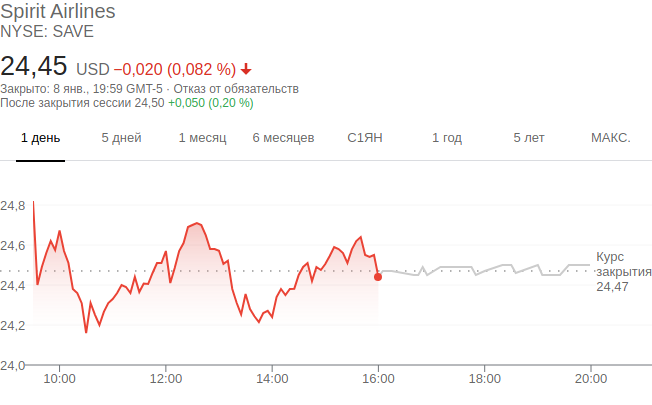 Spirit Airlines
NYSE: SAVE
24,45 USD −0,020 (0,082 %)
Закрыто: 8 янв., 19:59 GMT-5 · Отказ от обязательств
После закрытия сессии 24,50 +0,050 (0,20 %)
1 день 5 дней 1 месяц 6 месяцев С1ЯН 1 год 5 лет МАКС.
24,8
24,6
Курс
закрытия
24,47
24,4
24,2
24,0
10:00 12:00 14:00 16:00 18:00 20:00